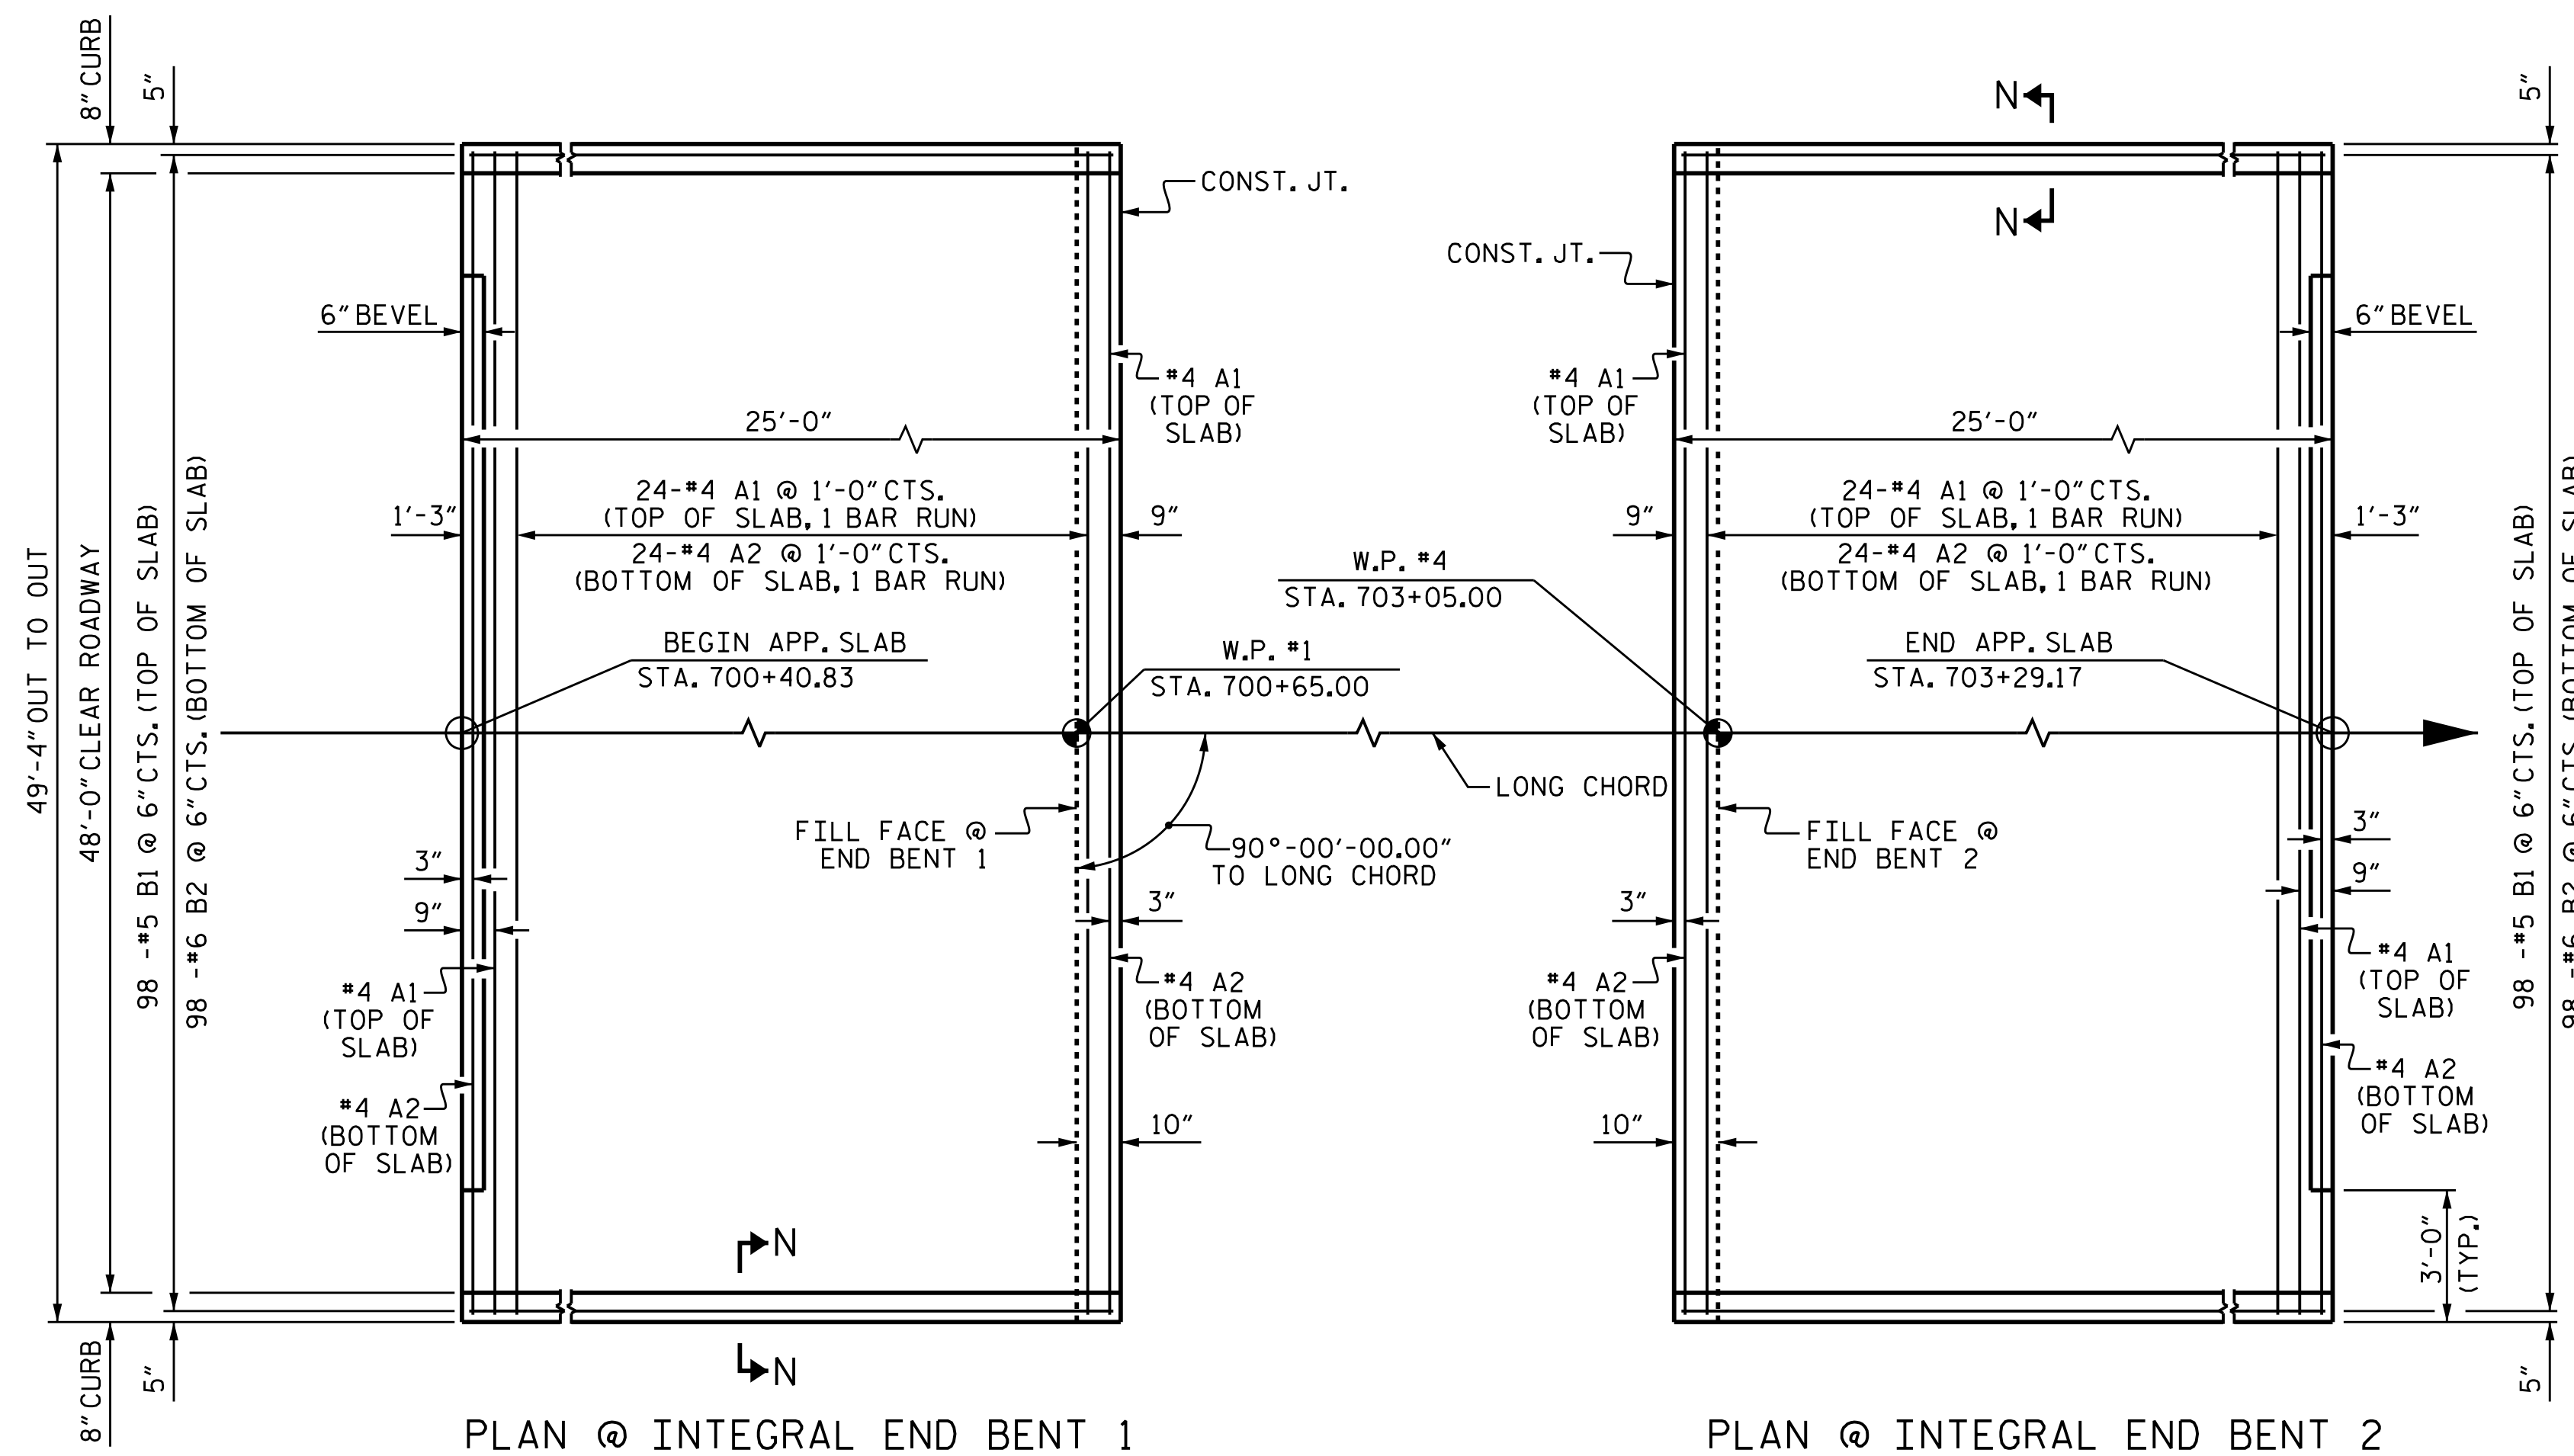 8" CURB
5"
49'-4" OUT TO OUT
48'-0" CLEAR ROADWAY
98 -#5 B1 @ 6" CTS. (TOP OF SLAB)
98 -#6 B2 @ 6" CTS. (BOTTOM OF SLAB)
8" CURB
5"
CONST. JT.
6" BEVEL
#4 A1
(TOP OF
SLAB)
25'-0"
24-#4 A1 @ 1'-0" CTS.
(TOP OF SLAB, 1 BAR RUN)
24-#4 A2 @ 1'-0" CTS.
(BOTTOM OF SLAB, 1 BAR RUN)
1'-3"
9"
BEGIN APP. SLAB
STA. 700+40.83
W.P. #1
STA. 700+65.00
FILL FACE @
END BENT 1
90°-00'-00.00"
TO LONG CHORD
LONG CHORD
3"
9"
3"
#4 A1
(TOP OF
SLAB)
#4 A2
(BOTTOM
OF SLAB)
#4 A2
(BOTTOM
OF SLAB)
10"
N
N
PLAN @ INTEGRAL END BENT 1
N
N
CONST. JT.
6" BEVEL
#4 A1
(TOP OF
SLAB)
25'-0"
24-#4 A1 @ 1'-0" CTS.
(TOP OF SLAB, 1 BAR RUN)
24-#4 A2 @ 1'-0" CTS.
(BOTTOM OF SLAB, 1 BAR RUN)
9"
1'-3"
W.P. #4
STA. 703+05.00
END APP. SLAB
STA. 703+29.17
FILL FACE @
END BENT 2
3"
3"
9"
#4 A2
(BOTTOM
OF SLAB)
#4 A1
(TOP OF
SLAB)
#4 A2
(BOTTOM
OF SLAB)
10"
3'-0"
(TYP.)
5"
98 -#5 B1 @ 6" CTS. (TOP OF SLAB)
98 -#6 B2 @ 6" CTS. (BOTTOM OF SLAB)
5"
PLAN @ INTEGRAL END BENT 2